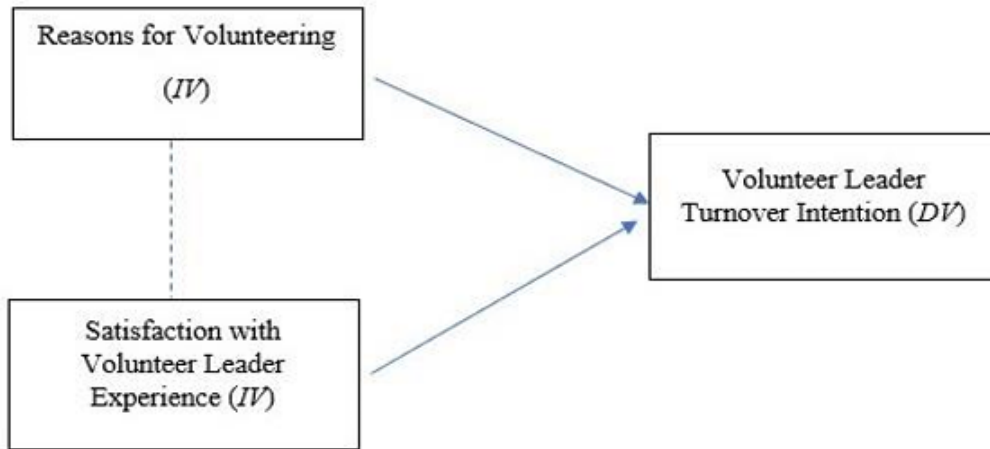 Reasons for Volunteering
(IV)
Volunteer Leader
Turnover Intention (DV)
Satisfaction with
Volunteer Leader
Experience (IV)